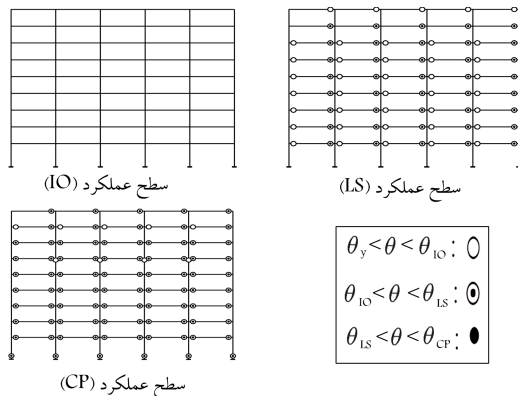 سطح عملکرد (IO)
سطح عملکرد (LS)
سطح عملکرد (CP)
θy < θ < θIO :
θIO < θ < θLS :
θLS < θ < θCP :